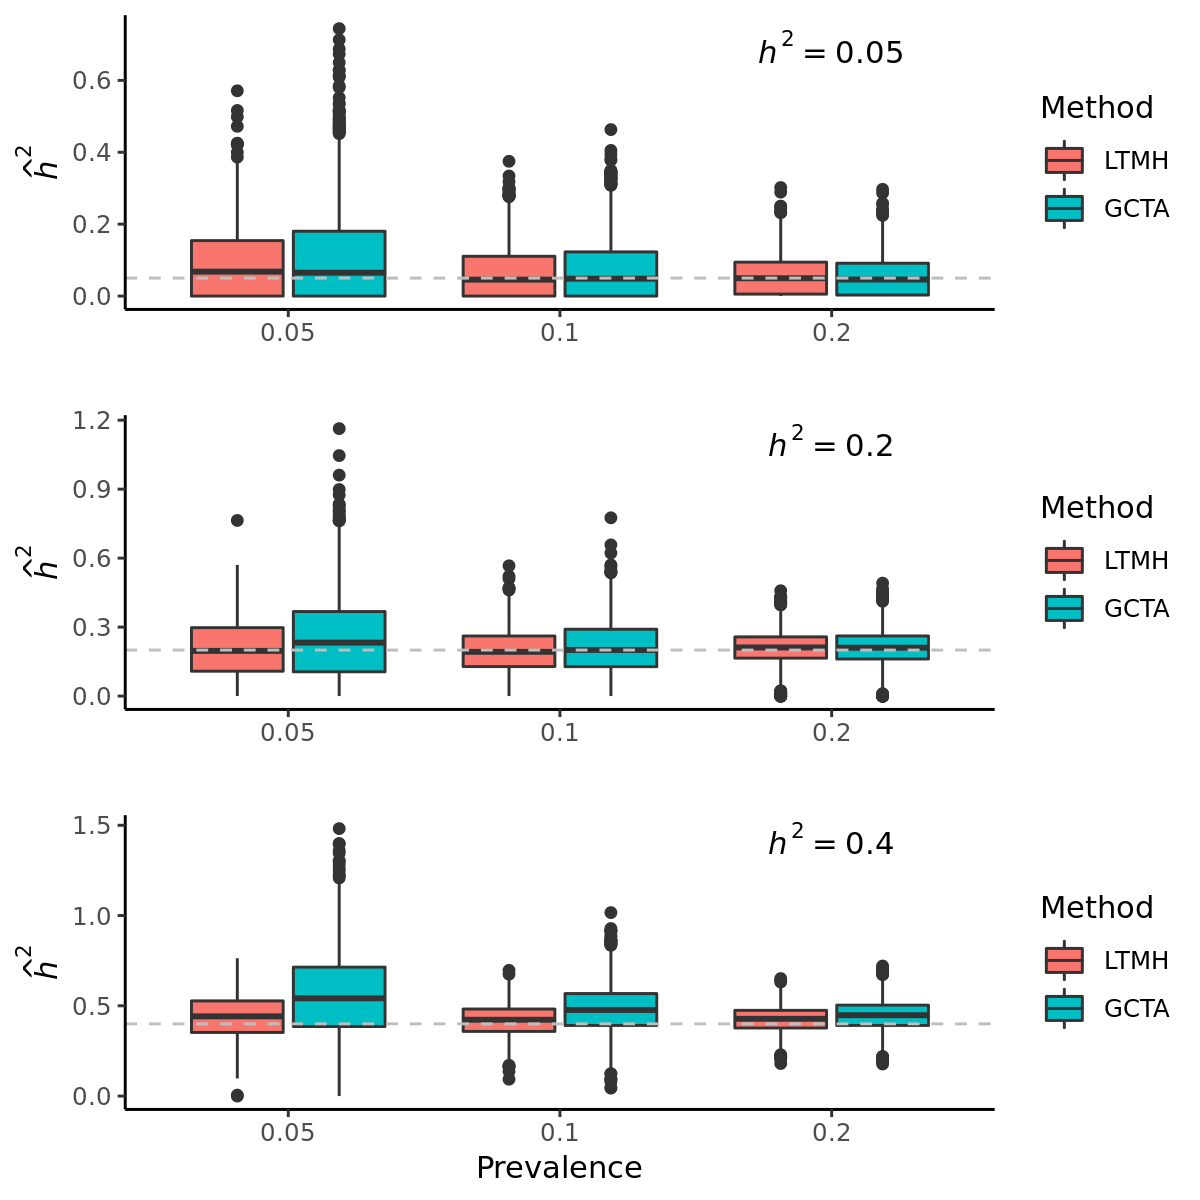 h² = 0.05
0.6
0.4
0.2
0.0
ĥ²
0.05 0.1 0.2
Method
LTMH
GCTA
h² = 0.2
1.2
0.9
0.6
0.3
0.0
ĥ²
0.05 0.1 0.2
Method
LTMH
GCTA
h² = 0.4
1.5
1.0
0.5
0.0
ĥ²
0.05 0.1 0.2
Prevalence
Method
LTMH
GCTA